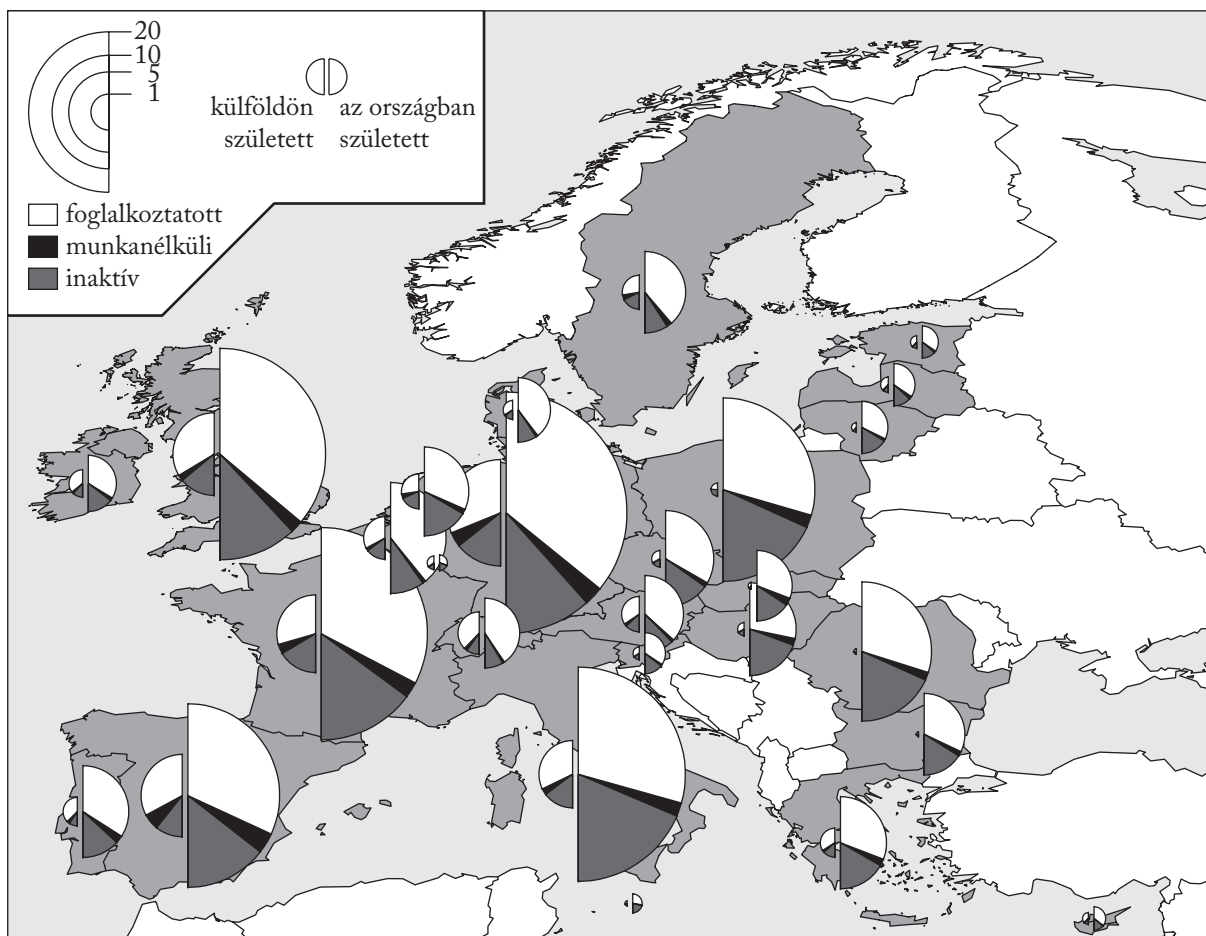 20
10
5
1
külföldön
született
az országban
született
foglalkoztatott
munkanélküli
inaktív